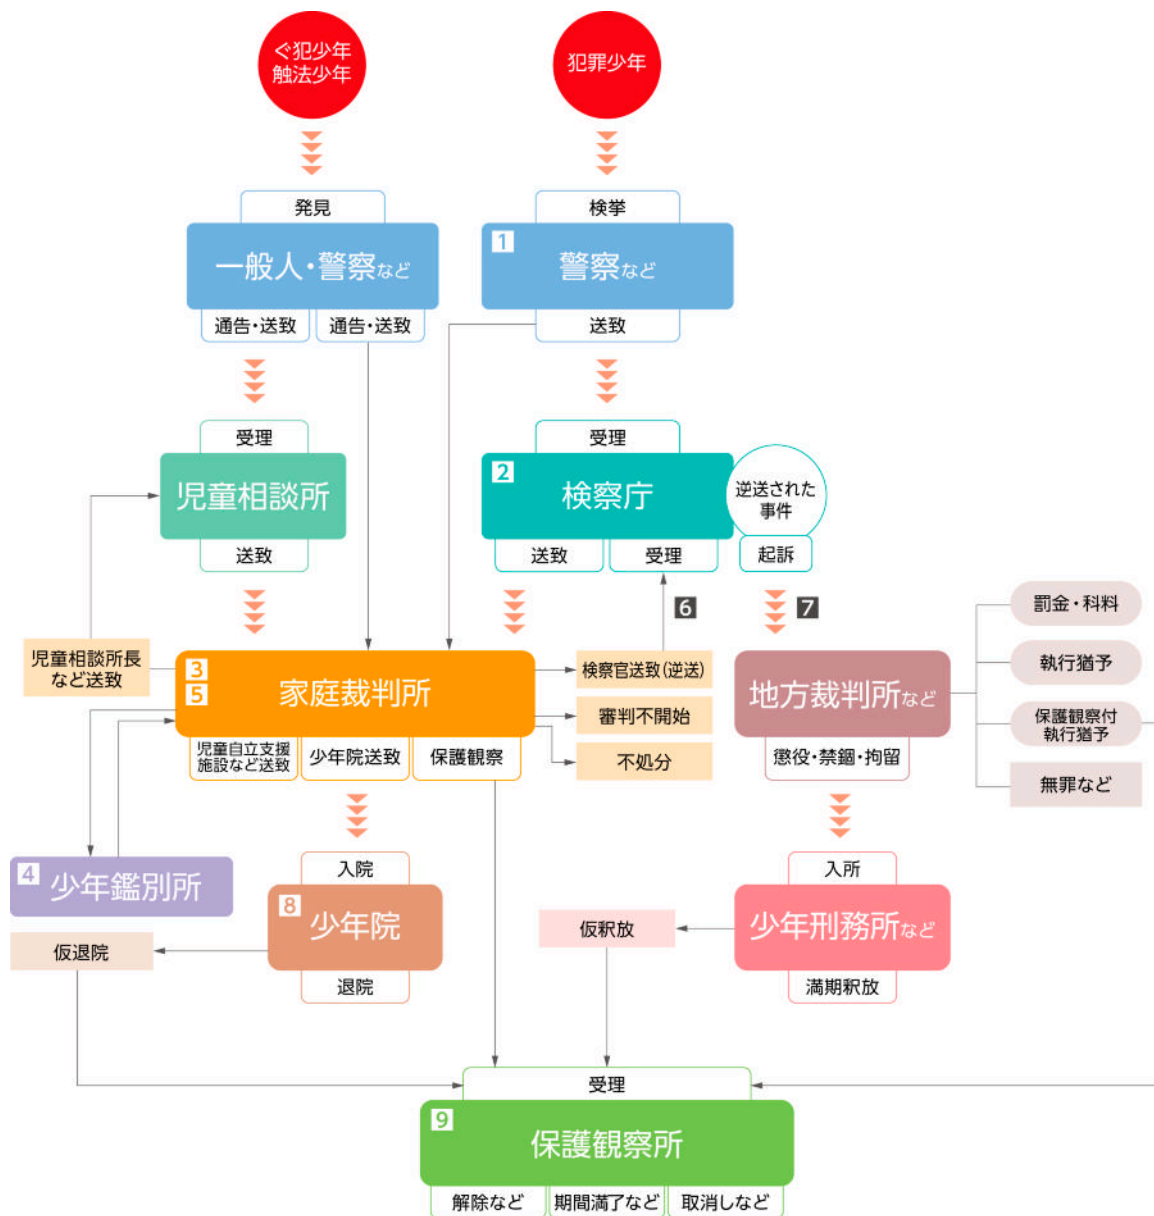 ぐ犯少年
触法少年
犯罪少年
発見
検挙
一般人・警察など
1
警察など
通告・送致
通告・送致
送致
受理
受理
児童相談所
2
検察庁
逆送された
事件
送致
送致
受理
起訴
6
7
罰金・科料
児童相談所長
など送致
3
5
家庭裁判所
検察官送致(逆送)
審判不開始
不処分
地方裁判所など
執行猶予
保護観察付
執行猶予
無罪など
児童自立支援
施設など送致
少年院送致
保護観察
懲役・禁錮・拘留
4
少年鑑別所
入院
8
少年院
退院
仮退院
仮釈放
入所
少年刑務所など
満期釈放
受理
9
保護観察所
解除など
期間満了など
取消しなど